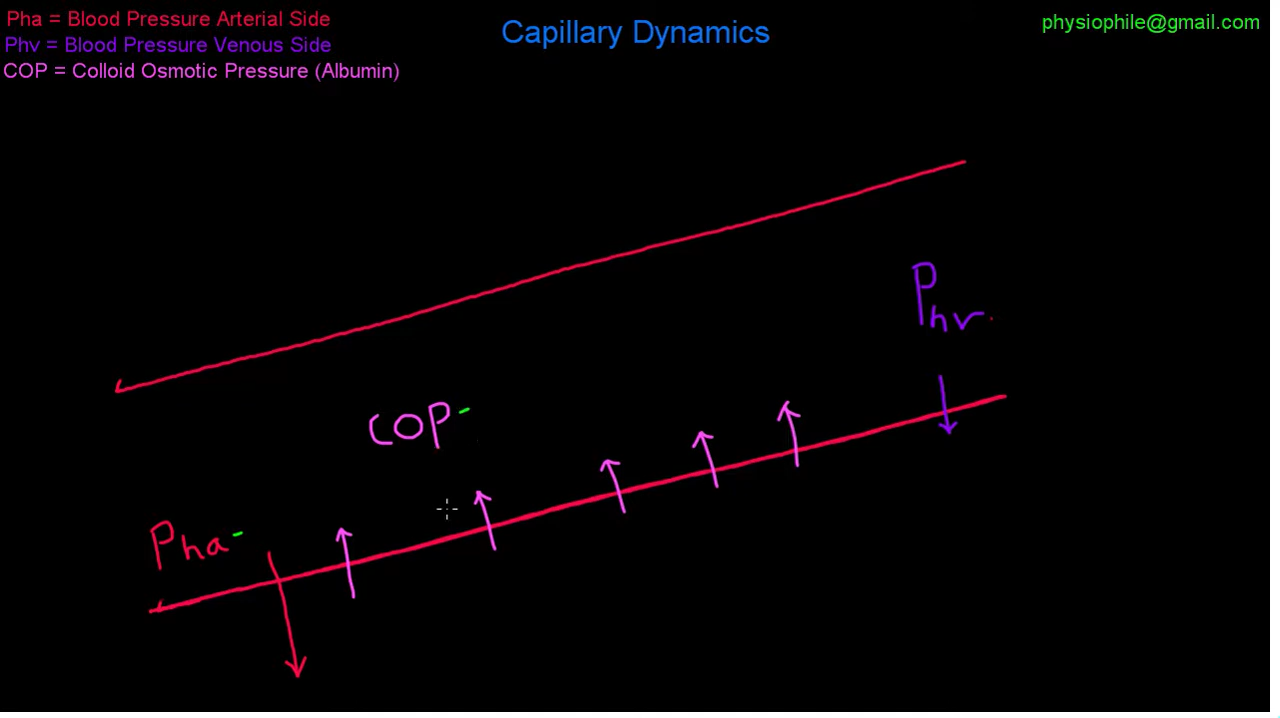 Pha = Blood Pressure Arterial Side
Phv = Blood Pressure Venous Side
COP = Colloid Osmotic Pressure (Albumin)
Capillary Dynamics
physiophile@gmail.com
Phv
COP-
Pha-